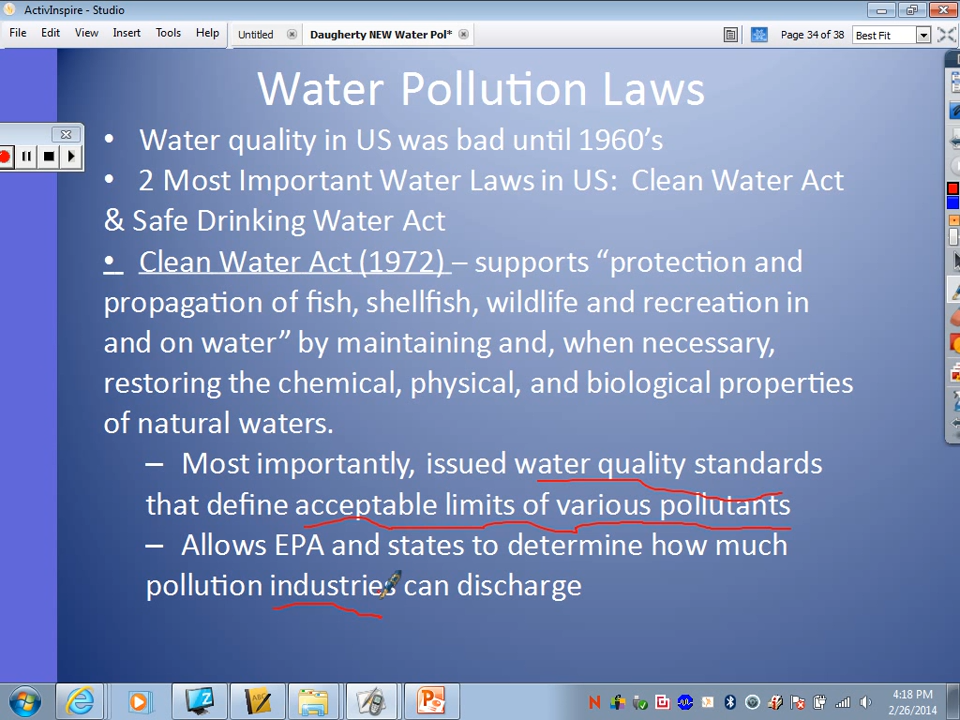 ActivInspire - Studio
File Edit View Insert Tools Help
Untitled Daugherty NEW Water Pol* Page 34 of 38 Best Fit
Water Pollution Laws
• Water quality in US was bad until 1960's
• 2 Most Important Water Laws in US: Clean Water Act
& Safe Drinking Water Act
• Clean Water Act (1972) – supports “protection and
propagation of fish, shellfish, wildlife and recreation in
and on water” by maintaining and, when necessary,
restoring the chemical, physical, and biological properties
of natural waters.
– Most importantly, issued water quality standards
that define acceptable limits of various pollutants
– Allows EPA and states to determine how much
pollution industries can discharge
4:18 PM
2/26/2014